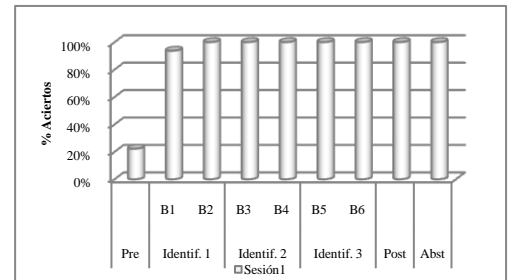 % Aciertos
100%
80%
60%
40%
20%
0%
B1 B2 B3 B4 B5 B6
Pre Identif. 1 Identif. 2 Identif. 3 Post Abst
Sesión1